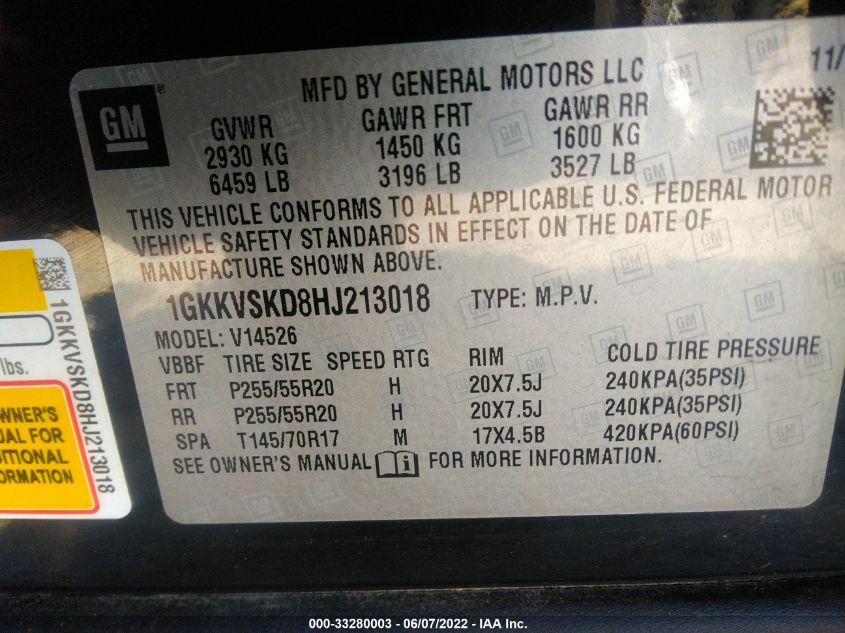 GM
®
MFD BY GENERAL MOTORS LLC
11/
GVWR GAWR FRT GAWR RR
2930 KG 1450 KG 1600 KG
6459 LB 3196 LB 3527 LB
THIS VEHICLE CONFORMS TO ALL APPLICABLE U.S. FEDERAL MOTOR
VEHICLE SAFETY STANDARDS IN EFFECT ON THE DATE OF
MANUFACTURE SHOWN ABOVE.
1GKKVSKD8HJ213018 TYPE: M.P.V.
MODEL: V14526
VBBF TIRE SIZE SPEED RTG RIM COLD TIRE PRESSURE
FRT P255/55R20 H 20X7.5J 240KPA(35PSI)
RR P255/55R20 H 20X7.5J 240KPA(35PSI)
SPA T145/70R17 M 17X4.5B 420KPA(60PSI)
SEE OWNER'S MANUAL i FOR MORE INFORMATION.
1GKKVSKD8HJ213018
lbs.
OWNER'S
UAL FOR
DITIONAL
ORMATION
000-33280003 - 06/07/2022 - IAA Inc.